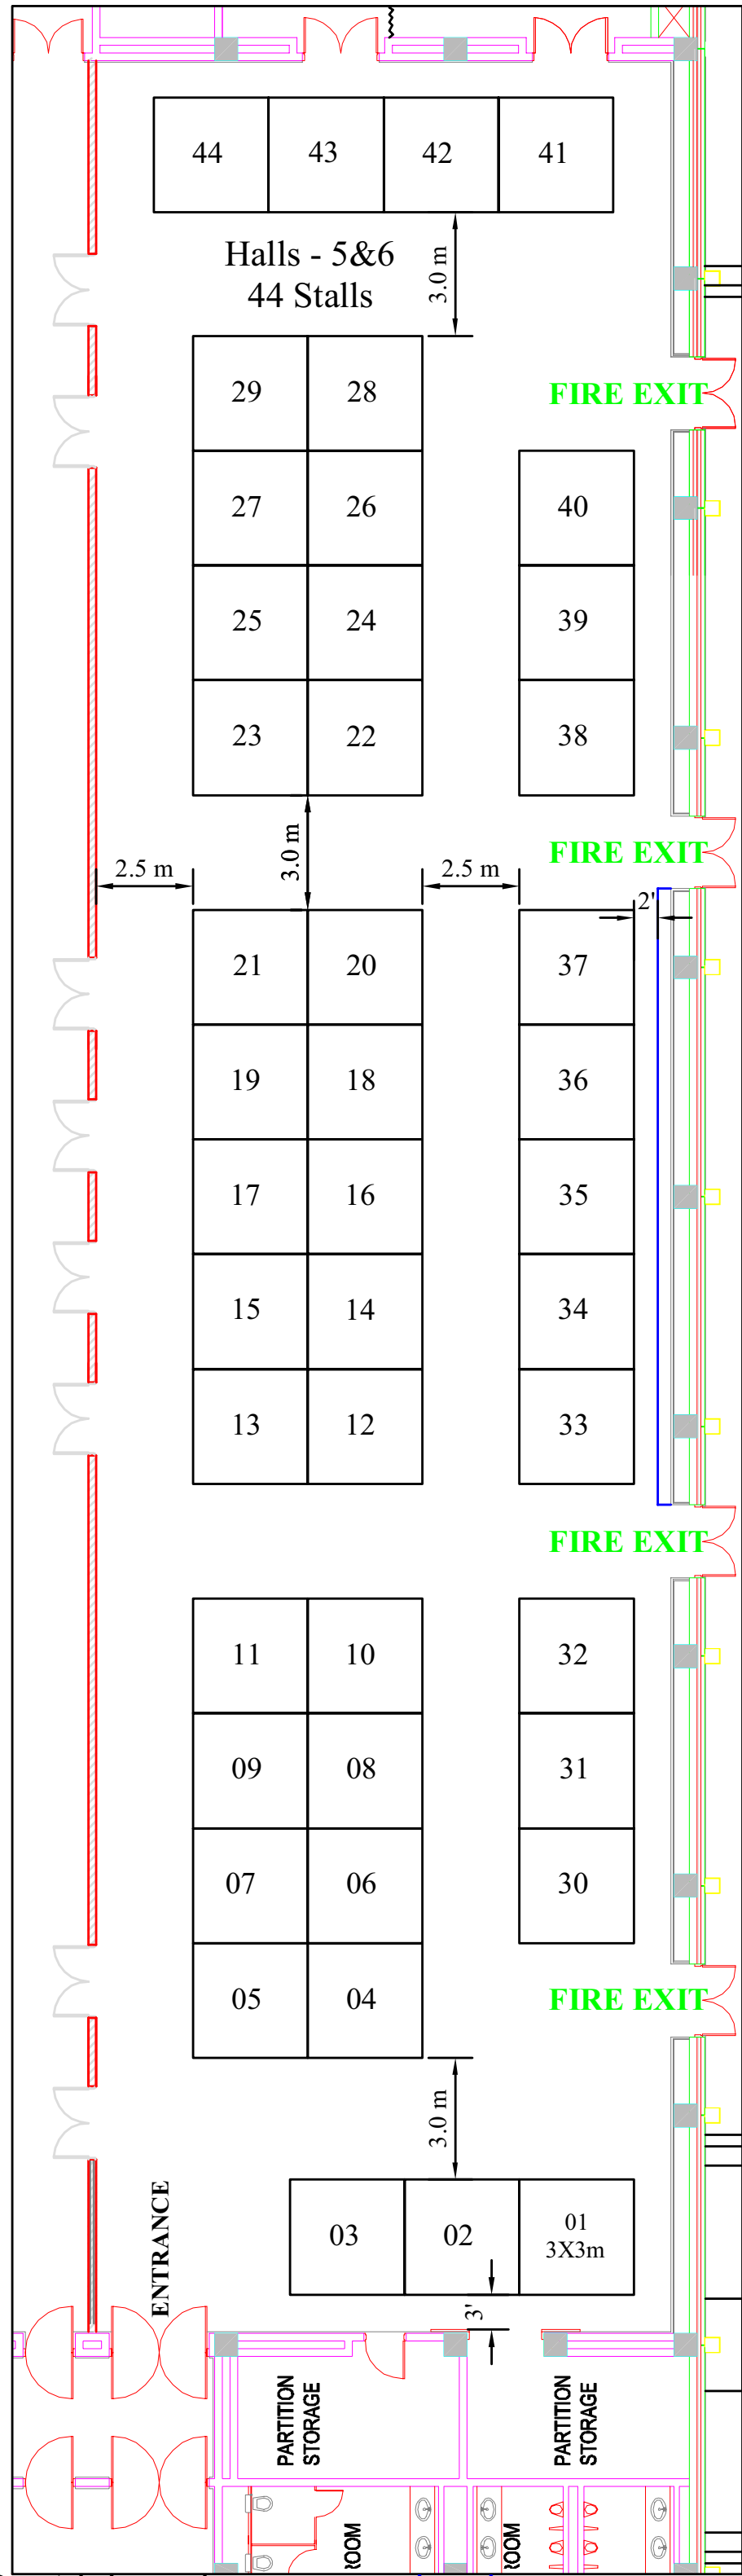 44 43 42 41
Halls - 5&6
44 Stalls
3.0 m
29 28
FIRE EXIT
27 26 40
25 24 39
23 22 38
3.0 m
FIRE EXIT
2.5 m 2.5 m
2'
21 20 37
19 18 36
17 16 35
15 14 34
13 12 33
FIRE EXIT
11 10 32
09 08 31
07 06 30
05 04
FIRE EXIT
3.0 m
ENTRANCE
03 02 01
3X3m
3'
PARTITION
STORAGE
PARTITION
STORAGE